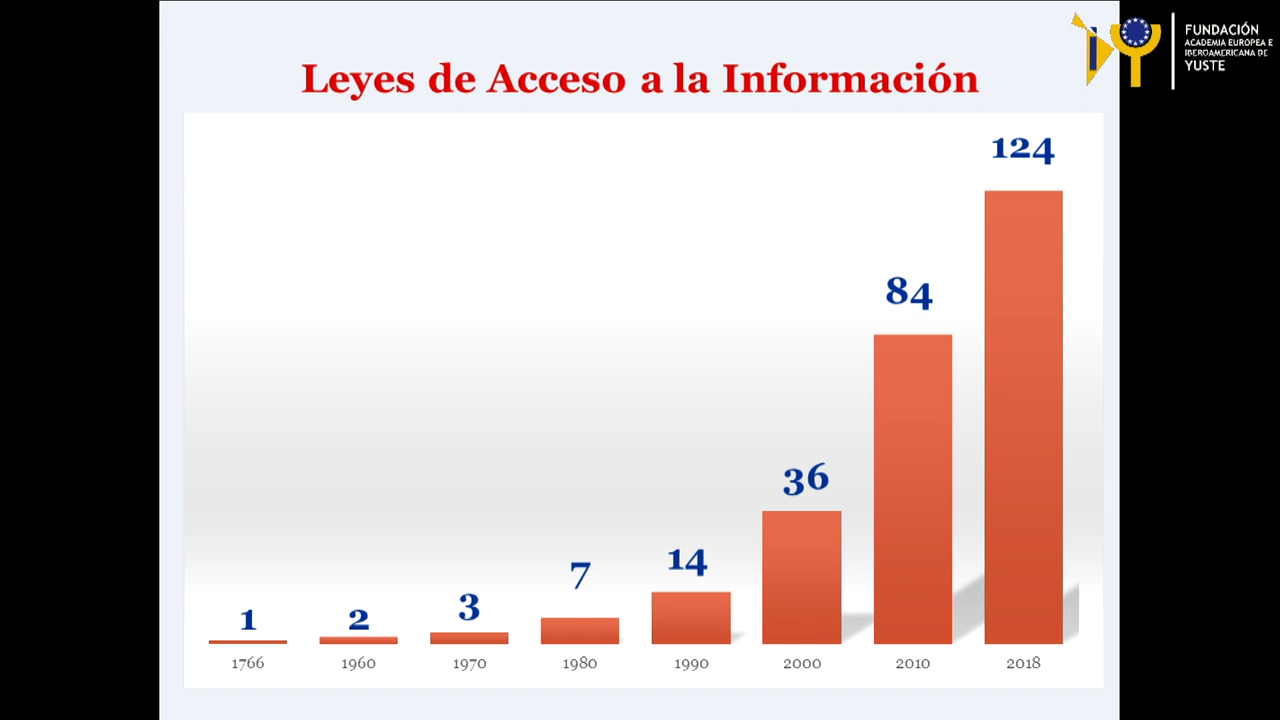 Leyes de Acceso a la Información
FUNDACIÓN
ACADEMIA EUROPEA E
IBEROAMERICANA DE
YUSTE
124
84
36
14
7
3
2
1
1766 1960 1970 1980 1990 2000 2010 2018